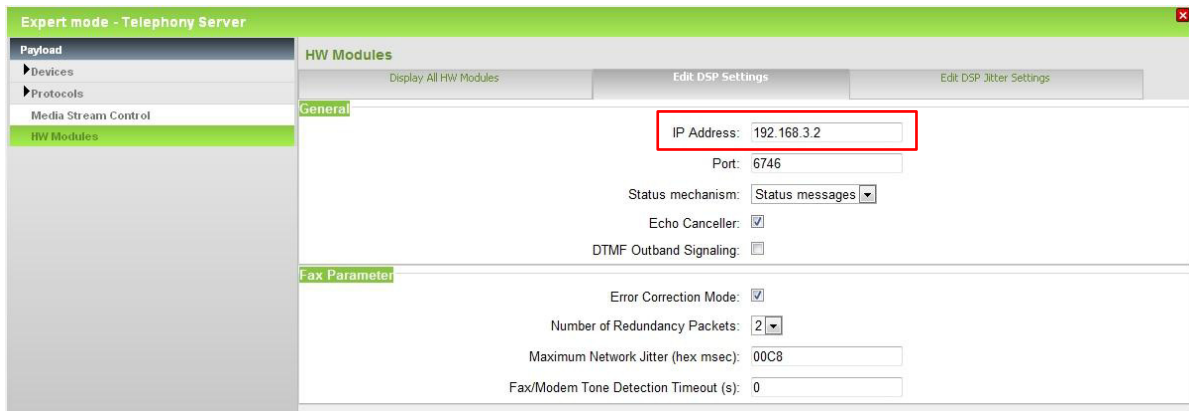 Expert mode - Telephony Server
Payload
Devices
Protocols
Media Stream Control
HW Modules
HW Modules
Display All HW Modules
Edit DSP Settings
Edit DSP Jitter Settings
General
IP Address: 192.168.3.2
Port: 6746
Status mechanism: Status messages
Echo Canceller:
DTMF Outband Signaling:
Fax Parameter
Error Correction Mode:
Number of Redundancy Packets: 2
Maximum Network Jitter (hex msec): 00C8
Fax/Modem Tone Detection Timeout (s): 0